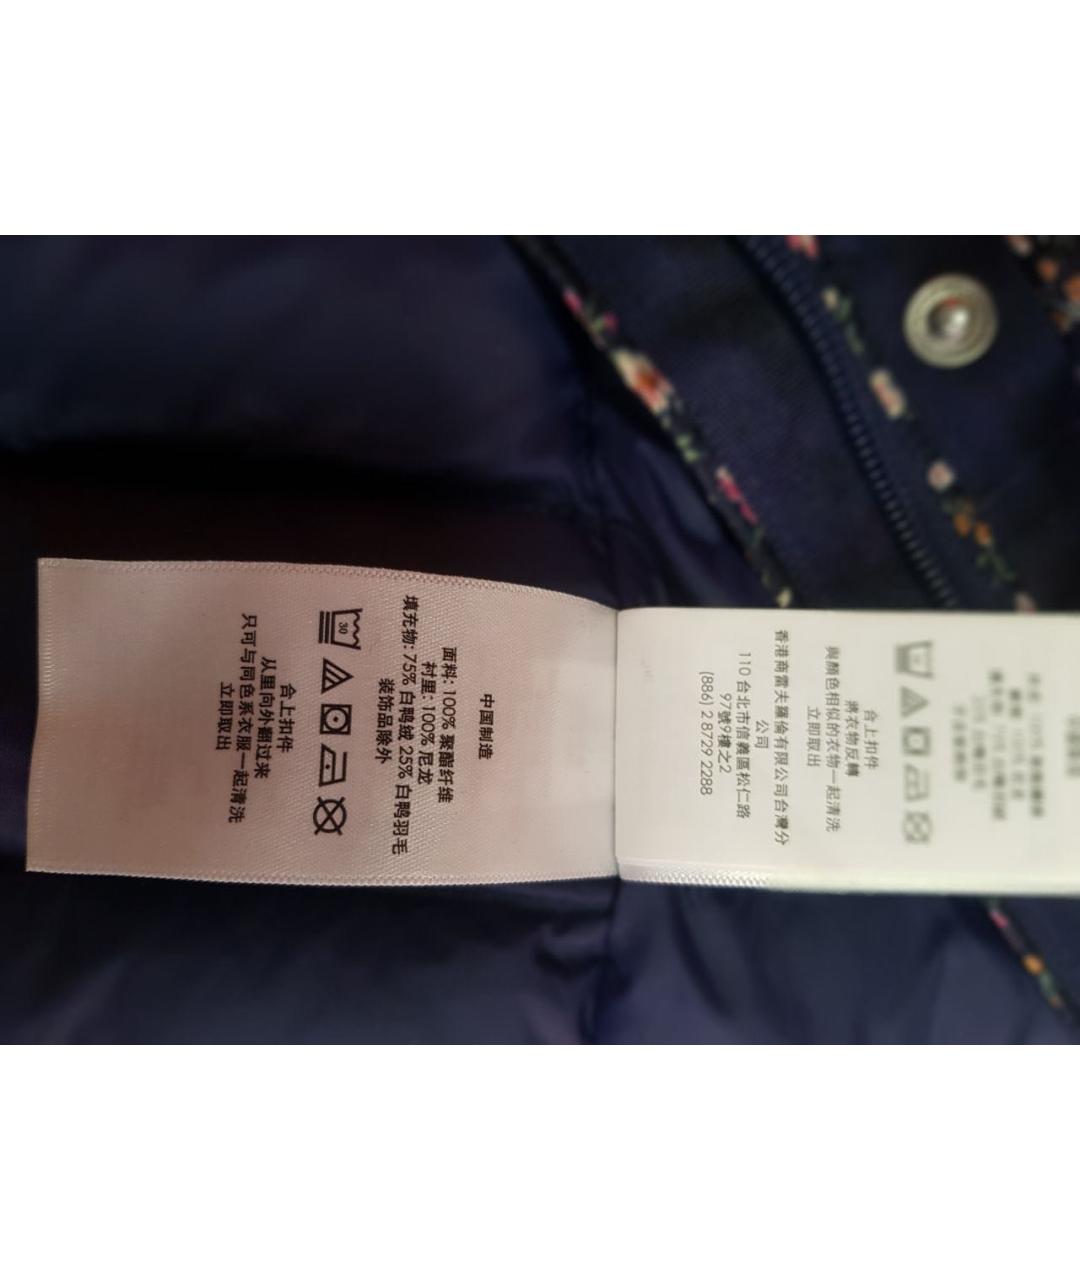 中国制造
面料: 100% 聚酯纤维
衬里: 100% 尼龙
填充物: 75% 白鸭绒 25% 白鸭羽毛
装饰品除外
30
合上扣件
从里向外翻过来
只可与同色系衣服一起清洗
立即取出
合上扣件
將衣物反轉
與顏色相似的衣物一起清洗
立即取出
香港商雷夫羅倫有限公司台灣分
公司
110 台北市信義區松仁路
97號9樓之2
(886) 2 8729 2288